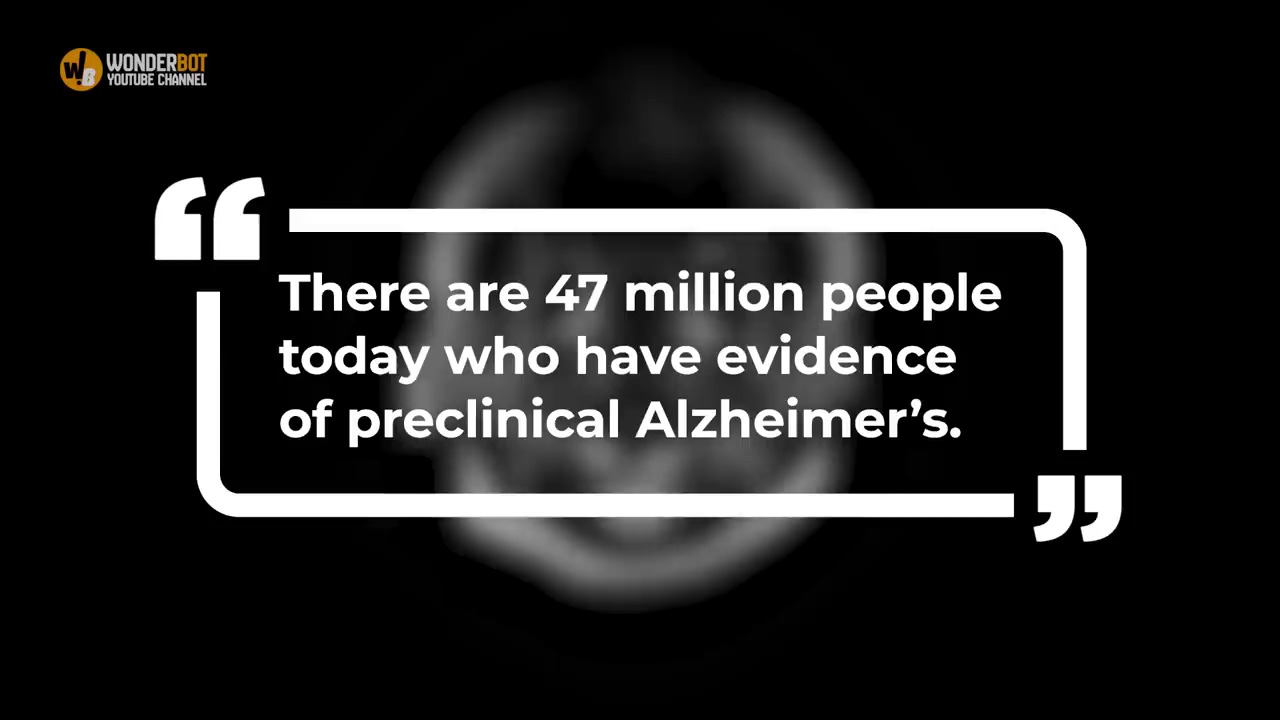 WONDERBOT
YOUTUBE CHANNEL
“
There are 47 million people
today who have evidence
of preclinical Alzheimer’s.
”